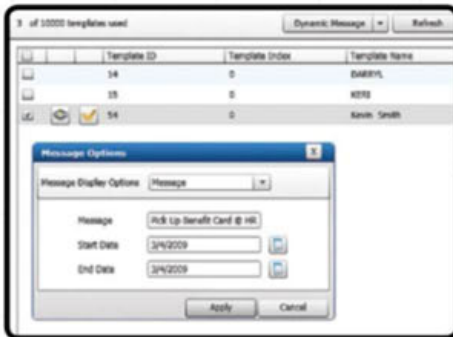 3 of 10000 templates used Dynamic Message Refresh
Template ID Template Index Template Name
14 0 DARRYL
15 0 KERI
54 0 Kevin Smith
Message Options X
Message Display Options Message
Message Pick Up Benefit Card @ HR
Start Date 3/4/2009
End Date 3/4/2009
Apply Cancel